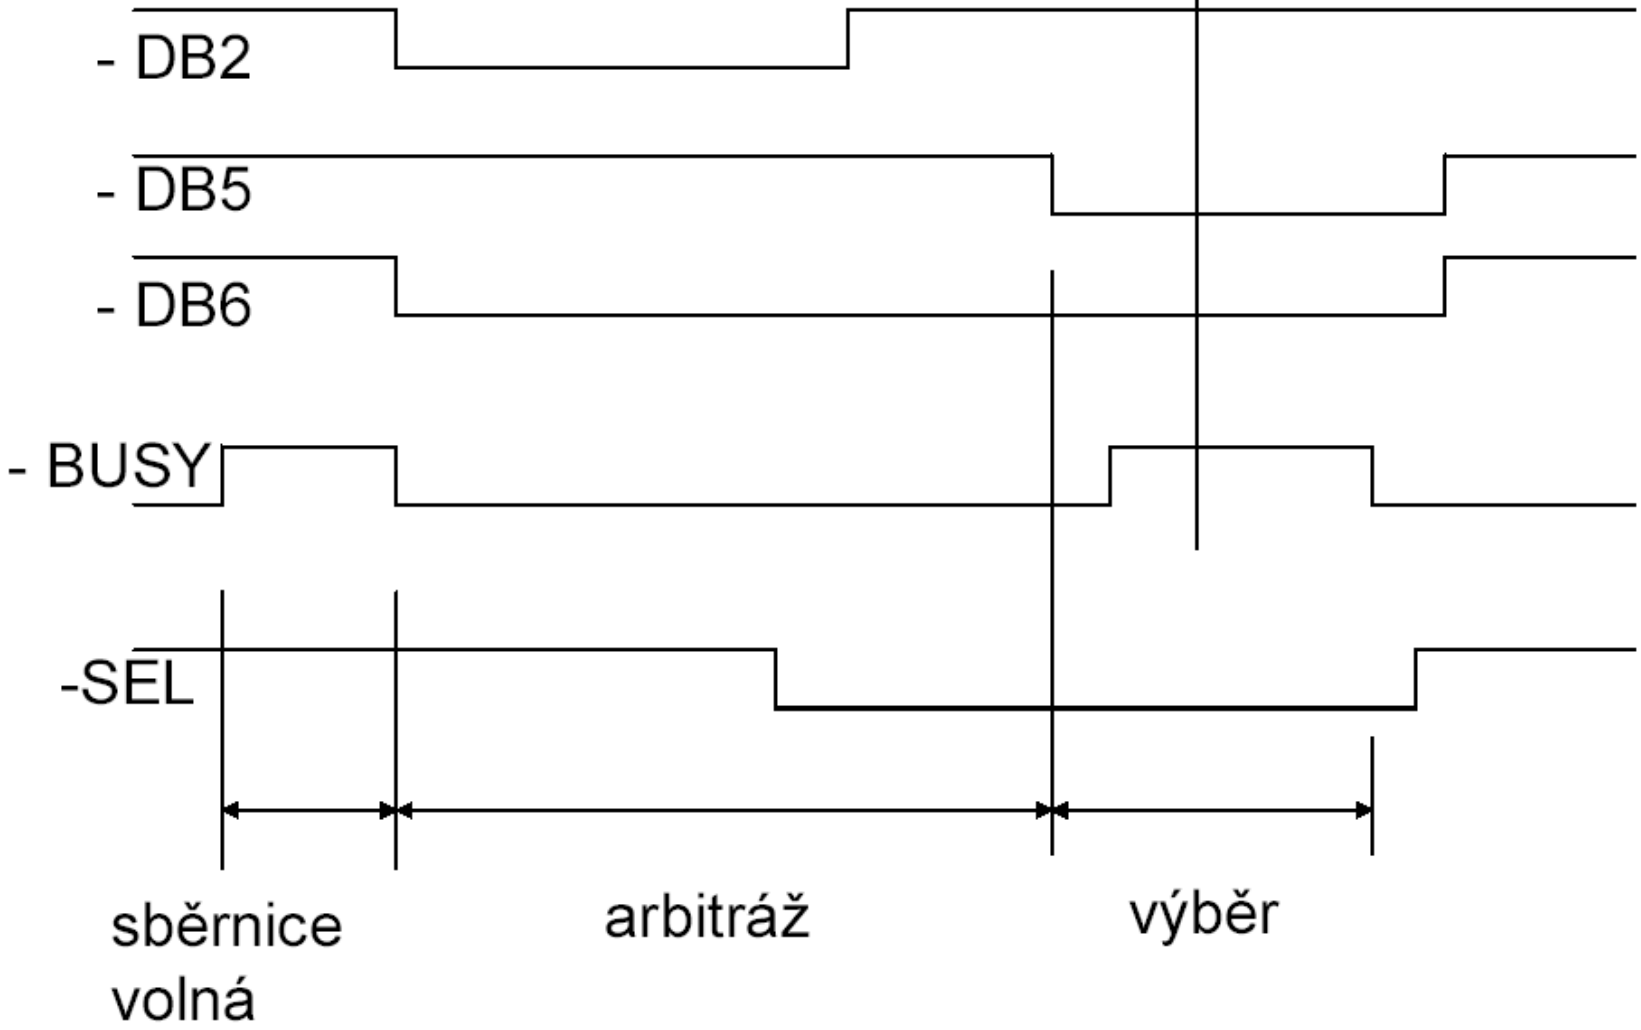 - DB2
- DB5
- DB6
- BUSY
-SEL
sběrnice
volná
arbitráž
výběr